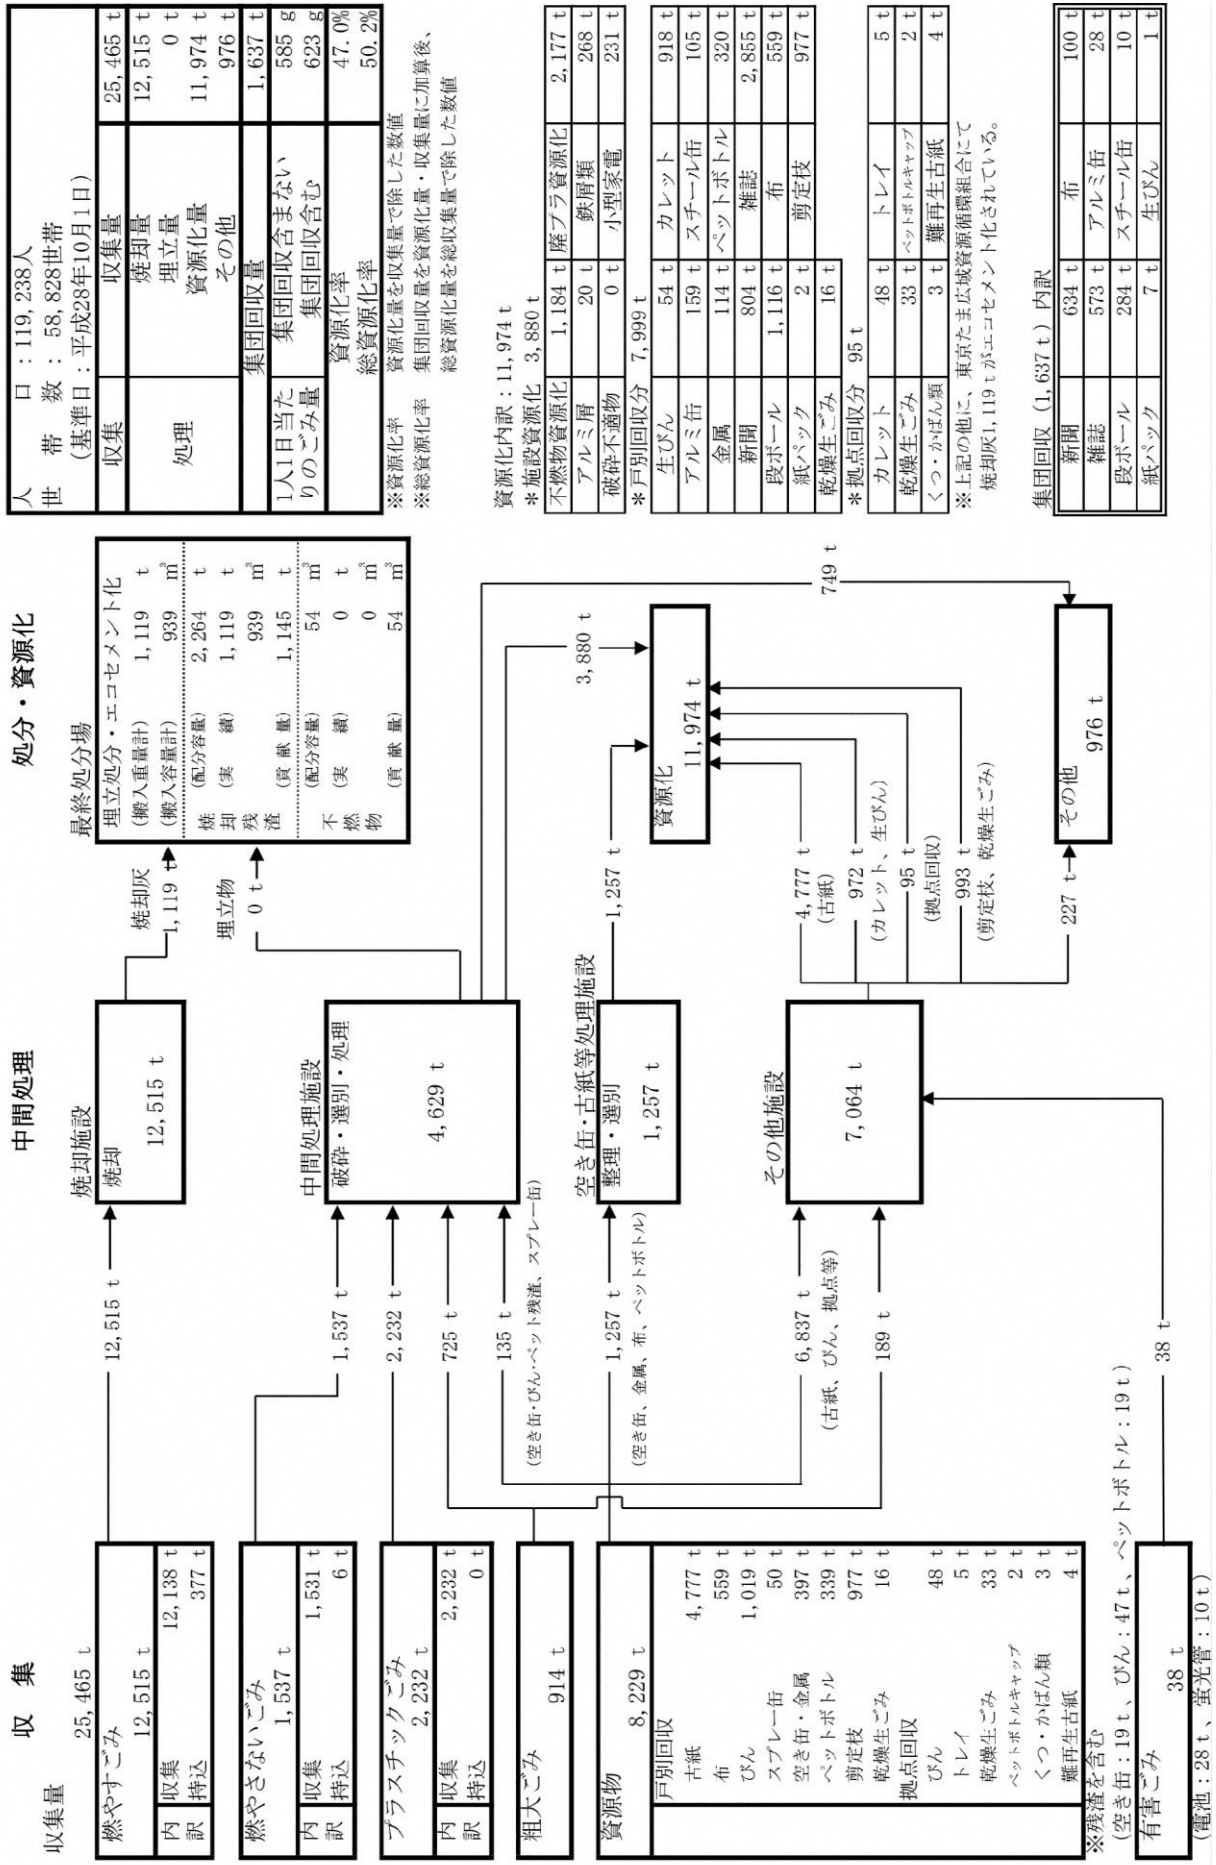 収　集
中間処理
処分・資源化
収集量
25,465 t
燃やすごみ
12,515 t
内訳
収集 12,138 t
持込 377 t
燃やさないごみ
1,537 t
内訳
収集 1,531 t
持込 6 t
プラスチックごみ
2,232 t
内訳
収集 2,232 t
持込 0 t
粗大ごみ
914 t
資源物
8,229 t
戸別回収
古紙 4,777 t
布 559 t
びん 1,019 t
スプレー缶 50 t
空き缶・金属 397 t
ペットボトル 339 t
剪定枝 977 t
乾燥生ごみ 16 t
拠点回収
びん 48 t
トレイ 5 t
乾燥生ごみ 33 t
ペットボトルキャップ 2 t
くつ・かばん類 3 t
難再生古紙 4 t
※残渣を含む
(空き缶：19ｔ、びん：47ｔ、ペットボトル：19ｔ)
有害ごみ
38 t
(電池：28ｔ、蛍光管：10ｔ)
12,515 t
1,537 t
2,232 t
725 t
135 t
(空き缶・びん・ペット残渣、スプレー缶)
1,257 t
(空き缶、金属、布、ペットボトル)
6,837 t
(古紙、びん、拠点等)
189 t
38 t
焼却施設
焼却
12,515 t
中間処理施設
破砕・選別・処理
4,629 t
空き缶・古紙等処理施設
整理・選別
1,257 t
その他施設
7,064 t
焼却灰
1,119 t
埋立物
0 t
1,257 t
4,777 t
(古紙)
972 t
(カレット、生びん)
95 t
(拠点回収)
993 t
(剪定枝、乾燥生ごみ)
227 t
3,880 t
749 t
最終処分場
埋立処分・エコセメント化
(搬入重量計) 1,119 t
(搬入容量計) 939 ㎥
焼却残渣
(配分容量) 2,264 t
(実　績) 1,119 t
939 ㎥
(貢 献 量) 1,145 t
不燃物
(配分容量) 54 ㎥
(実　績) 0 t
0 ㎥
(貢 献 量) 54 ㎥
資源化
11,974 t
その他
976 t
人　口：119,238人
世　帯　数：58,828世帯
(基準日：平成28年10月1日)
収集 収集量 25,465 t
処理 焼却量 12,515 t
埋立量 0 t
資源化量 11,974 t
その他 976 t
集団回収量 1,637 t
1人1日当たりのごみ量 集団回収含まない 585 g
集団回収含む 623 g
資源化率 47.0%
総資源化率 50.2%
※資源化率 資源化量を収集量で除した数値
※総資源化率 集団回収量を資源化量・収集量に加算後、
総資源化量を総収集量で除した数値
資源化内訳：11,974 t
＊施設資源化 3,880 t
不燃物資源化 1,184 t 廃プラ資源化 2,177 t
アルミ屑 20 t 鉄屑類 268 t
破砕不適物 0 t 小型家電 231 t
＊戸別回収分 7,999 t
生びん 54 t カレット 918 t
アルミ缶 159 t スチール缶 105 t
金属 114 t ペットボトル 320 t
新聞 804 t 雑誌 2,855 t
段ボール 1,116 t 布 559 t
紙パック 2 t 剪定枝 977 t
乾燥生ごみ 16 t
＊拠点回収分 95ｔ
カレット 48 t トレイ 5 t
乾燥生ごみ 33 t ペットボトルキャップ 2 t
くつ・かばん類 3 t 難再生古紙 4 t
※上記の他に、東京たま広域資源循環組合にて
焼却灰1,119ｔがエコセメント化されている。
集団回収（1,637ｔ）内訳
新聞 634 t 布 100 t
雑誌 573 t アルミ缶 28 t
段ボール 284 t スチール缶 10 t
紙パック 7 t 生びん 1 t